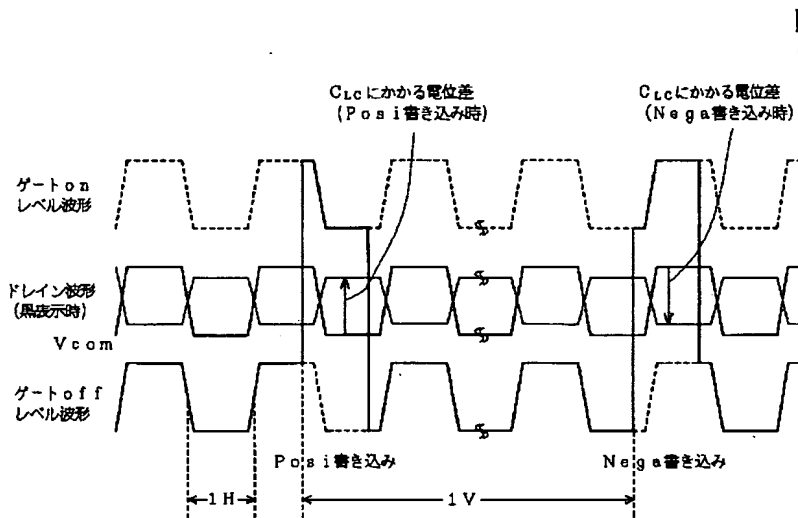 CLCにかかる電位差
(Posi書き込み時)
CLCにかかる電位差
(Nega書き込み時)
ゲートon
レベル波形
ドレイン波形
(黒表示時)
Vcom
ゲートoff
レベル波形
Posi書き込み
Nega書き込み
1H
1V